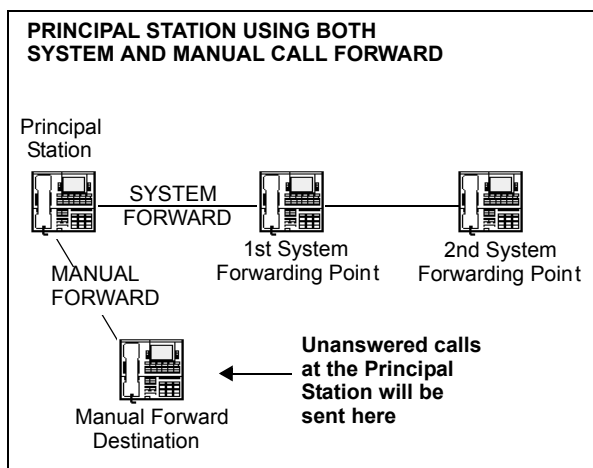 PRINCIPAL STATION USING BOTH
SYSTEM AND MANUAL CALL FORWARD
Principal
Station
SYSTEM
FORWARD
1st System
Forwarding Point
2nd System
Forwarding Point
MANUAL
FORWARD
Unanswered calls
at the Principal
Station will be
sent here
Manual Forward
Destination